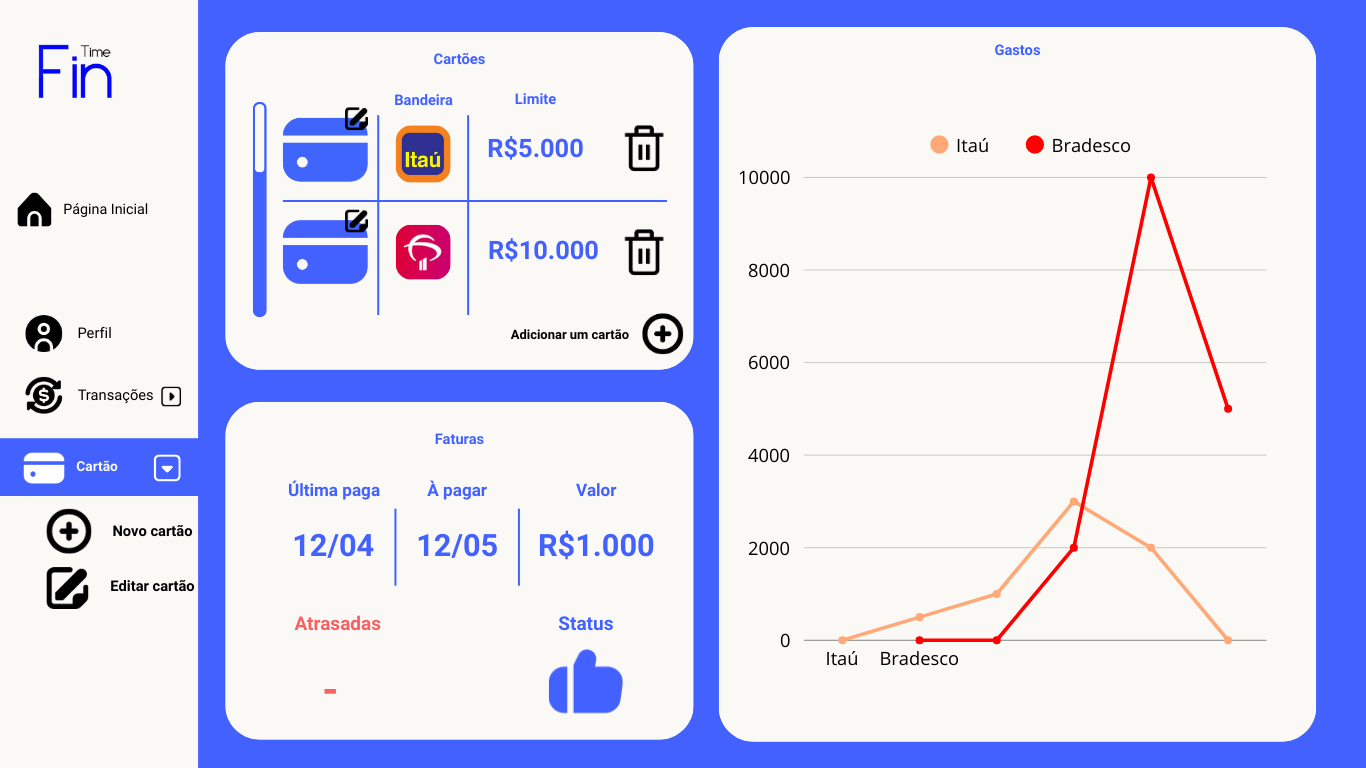 Time
Fin
Página Inicial
Perfil
Transações
Cartão
Novo cartão
Editar cartão
Cartões
Bandeira
Limite
Itaú
R$5.000
R$10.000
Adicionar um cartão
Faturas
Última paga
À pagar
Valor
12/04
12/05
R$1.000
Atrasadas
Status
-
Gastos
Itaú
Bradesco
10000
8000
6000
4000
2000
0
Itaú
Bradesco